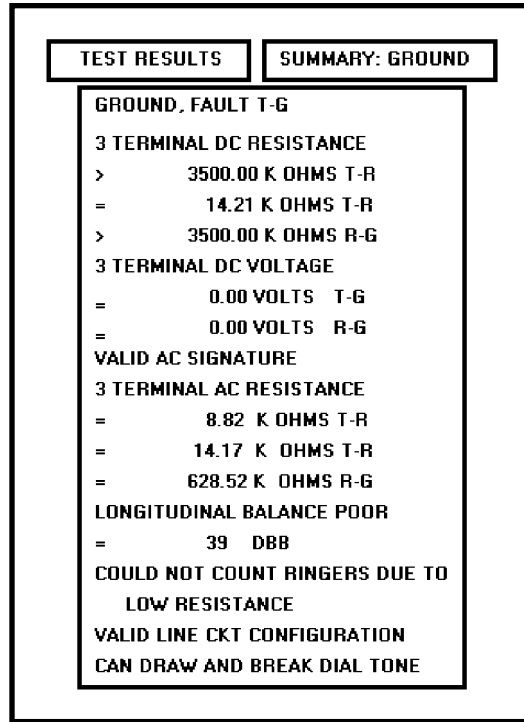 TEST RESULTS
SUMMARY: GROUND
GROUND, FAULT T-G
3 TERMINAL DC RESISTANCE
> 3500.00 K OHMS T-R
= 14.21 K OHMS T-R
> 3500.00 K OHMS R-G
3 TERMINAL DC VOLTAGE
= 0.00 VOLTS T-G
= 0.00 VOLTS R-G
VALID AC SIGNATURE
3 TERMINAL AC RESISTANCE
= 8.82 K OHMS T-R
= 14.17 K OHMS T-R
= 628.52 K OHMS R-G
LONGITUDINAL BALANCE POOR
= 39 DBB
COULD NOT COUNT RINGERS DUE TO
LOW RESISTANCE
VALID LINE CKT CONFIGURATION
CAN DRAW AND BREAK DIAL TONE